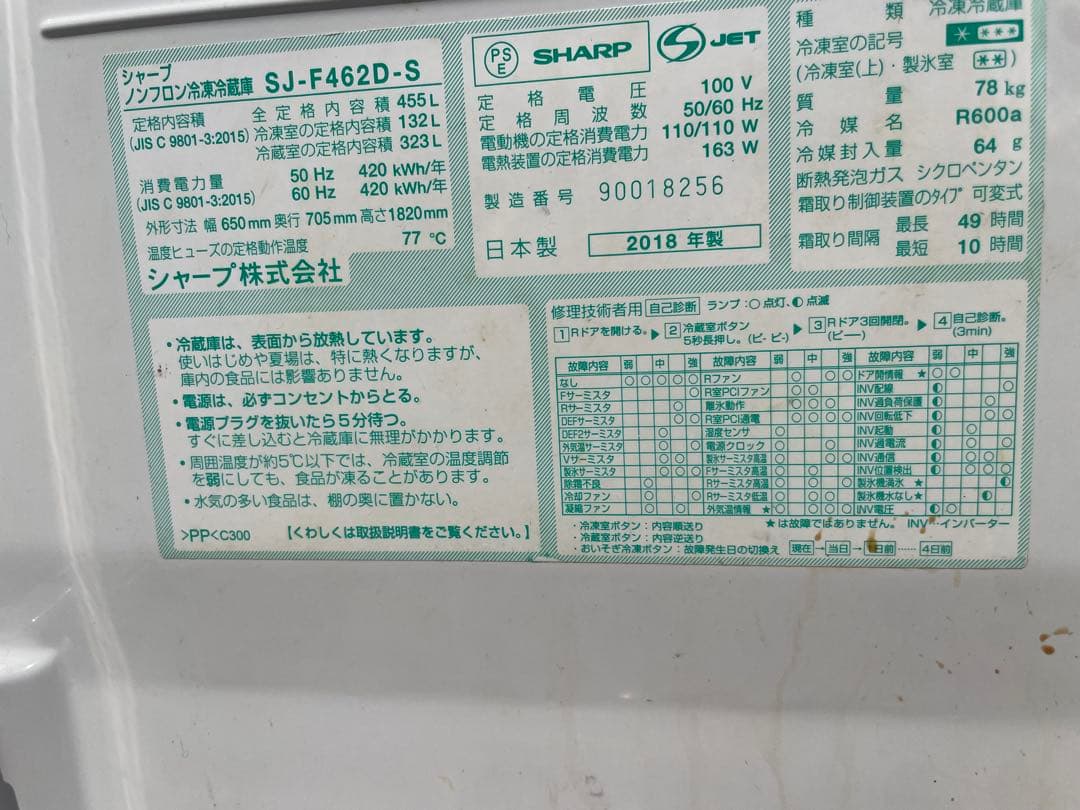 シャープ
ノンフロン冷凍冷蔵庫 SJ-F462D-S
定格内容積 全定格内容積 455 L
(JIS C 9801-3:2015) 冷凍室の定格内容積 132 L
冷蔵室の定格内容積 323 L
消費電力量 50 Hz 420 kWh/年
(JIS C 9801-3:2015) 60 Hz 420 kWh/年
外形寸法 幅 650mm 奥行 705mm 高さ1820mm
温度ヒューズの定格動作温度 77 ℃
シャープ株式会社
PS
E
SHARP
S JET
定格電圧 100 V
定格周波数 50/60 Hz
電動機の定格消費電力 110/110 W
電熱装置の定格消費電力 163 W
製造番号 90018256
日本製 2018 年製
種類 冷凍冷蔵庫
冷凍室の記号 * ***
(冷凍室(上)・製氷室 **)
質量 78 kg
冷媒名 R600a
冷媒封入量 64 g
断熱発泡ガス シクロペンタン
霜取り制御装置のタイプ 可変式
霜取り間隔 最長 49 時間
最短 10 時間
・冷蔵庫は、表面から放熱しています。
使いはじめや夏場は、特に熱くなりますが、
庫内の食品には影響ありません。
・電源は、必ずコンセントからとる。
・電源プラグを抜いたら5分待つ。
すぐに差し込むと冷蔵庫に無理がかかります。
・周囲温度が約5℃以下では、冷蔵室の温度調節
を弱にしても、食品が凍ることがあります。
・水気の多い食品は、棚の奥に置かない。
>PP<C300 【くわしくは取扱説明書をご覧ください。】
修理技術者用 自己診断 ランプ:○点灯、◐点滅
1 Rドアを開ける。 ▶ 2 冷蔵室ボタン 5秒長押し。(ピ- ピ-) ▶ 3 Rドア3回開閉。(ピー) ▶ 4 自己診断。(3min)
故障内容 弱 中 強 故障内容 弱 中 強 故障内容 弱 中 強
なし ○○○○○ Rファン ドア開情報 ★
Fサーミスタ R室PCIファン INV配線
Rサーミスタ 離氷動作 INV過負荷保護
DEFサーミスタ R室PCI通電 INV回転低下
DEF2サーミスタ 湿度センサ INV起動
外気温サーミスタ 電源クロック INV過電流
Vサーミスタ 製氷サーミスタ高温 INV通信
製氷サーミスタ Fサーミスタ高温 INV位置検出
除霜不良 Rサーミスタ高温 製氷機満氷 ★
冷却ファン Rサーミスタ低温 製氷機水なし ★
凝縮ファン 外気温情報 ★ INV電圧
・冷凍室ボタン:内容順送り ★は故障ではありません。 INV…インバーター
・冷蔵室ボタン:内容逆送り
・おいそぎ冷凍ボタン:故障発生日の切換え 現在→当日→1日前……4日前